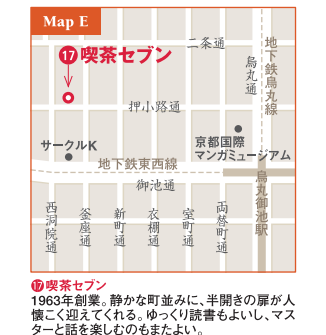 Map E
⓱喫茶セブン
二条通
烏丸通
地下鉄烏丸線
押小路通
サークルK
京都国際
マンガミュージアム
地下鉄東西線
御池通
烏丸御池駅
西洞院通
釜座通
新町通
衣棚通
室町通
両替町通
⓱喫茶セブン
1963年創業。静かな町並みに、半開きの扉が人
懐こく迎えてくれる。ゆっくり読書もよいし、マス
ターと話を楽しむのもまたよい。